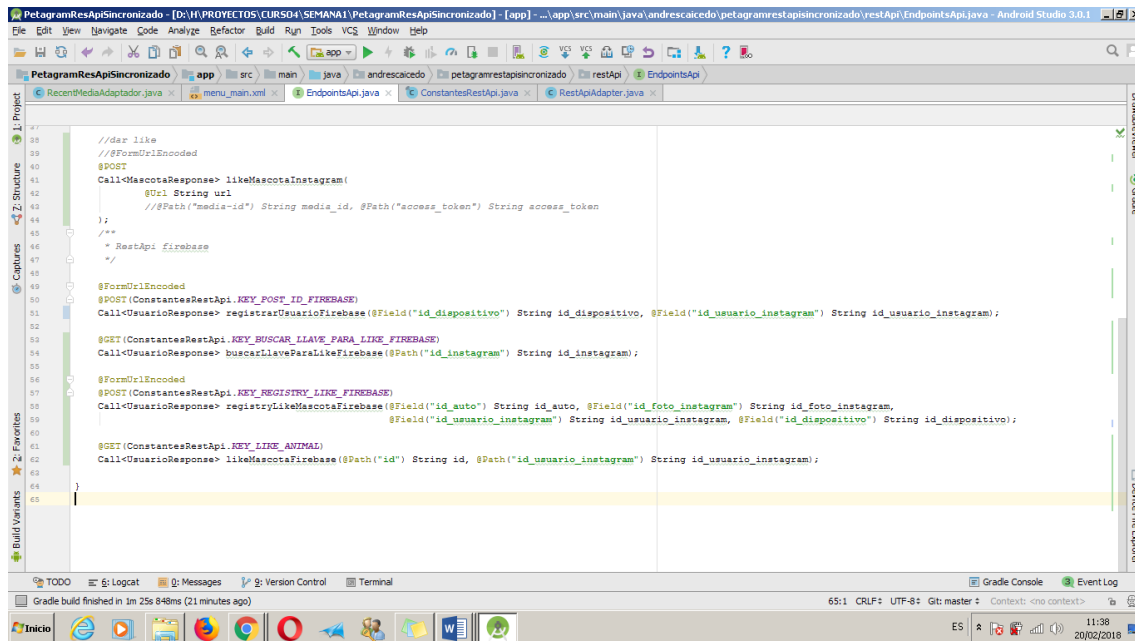 PetagramResApiSincronizado - [D:\H\PROYECTOS\CURSO4\SEMANA1\PetagramResApiSincronizado] - [app] - ...\app\src\main\java\andrescaicedo\petagramrestapisincronizado\restApi\EndpointsApi.java - Android Studio 3.0.1
File Edit View Navigate Code Analyze Refactor Build Run Tools VCS Window Help
app
PetagramResApiSincronizado app src main java andrescaicedo petagramrestapisincronizado restApi EndpointsApi
RecentMediaAdaptador.java menu_main.xml EndpointsApi.java ConstantesRestApi.java RestApiAdapter.java
1: Project
7: Structure
Captures
2: Favorites
Build Variants
37
38 //dar like
39 //@FormUrlEncoded
40 @POST
41 Call<MascotaResponse> likeMascotaInstagram(
42 @Url String url
43 //@Path("media-id") String media_id, @Path("access_token") String access_token
44 );
45 /**
46 * RestApi firebase
47 */
48
49 @FormUrlEncoded
50 @POST(ConstantesRestApi.KEY_POST_ID_FIREBASE)
51 Call<UsuarioResponse> registrarUsuarioFirebase(@Field("id_dispositivo") String id_dispositivo, @Field("id_usuario_instagram") String id_usuario_instagram);
52
53 @GET(ConstantesRestApi.KEY_BUSCAR_LLAVE_PARA_LIKE_FIREBASE)
54 Call<UsuarioResponse> buscarLlaveParaLikeFirebase(@Path("id_instagram") String id_instagram);
55
56 @FormUrlEncoded
57 @POST(ConstantesRestApi.KEY_REGISTRY_LIKE_FIREBASE)
58 Call<UsuarioResponse> registryLikeMascotaFirebase(@Field("id_auto") String id_auto, @Field("id_foto_instagram") String id_foto_instagram,
59 @Field("id_usuario_instagram") String id_usuario_instagram, @Field("id_dispositivo") String id_dispositivo);
60
61 @GET(ConstantesRestApi.KEY_LIKE_ANIMAL)
62 Call<UsuarioResponse> likeMascotaFirebase(@Path("id") String id, @Path("id_usuario_instagram") String id_usuario_instagram);
63
64 }
65
TODO 6: Logcat 0: Messages 9: Version Control Terminal Gradle Console 3 Event Log
Gradle build finished in 1m 25s 848ms (21 minutes ago) 65:1 CRLF UTF-8 Git: master Context: <no context>
Inicio ES 11:38
20/02/2018